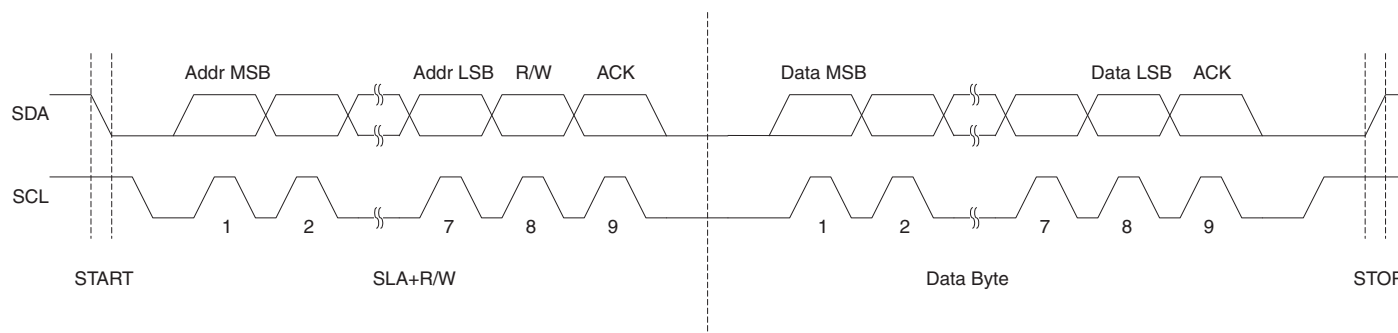 Addr MSB Addr LSB R/W ACK Data MSB Data LSB ACK
SDA
SCL
1 2 7 8 9 1 2 7 8 9
START SLA+R/W Data Byte STOP